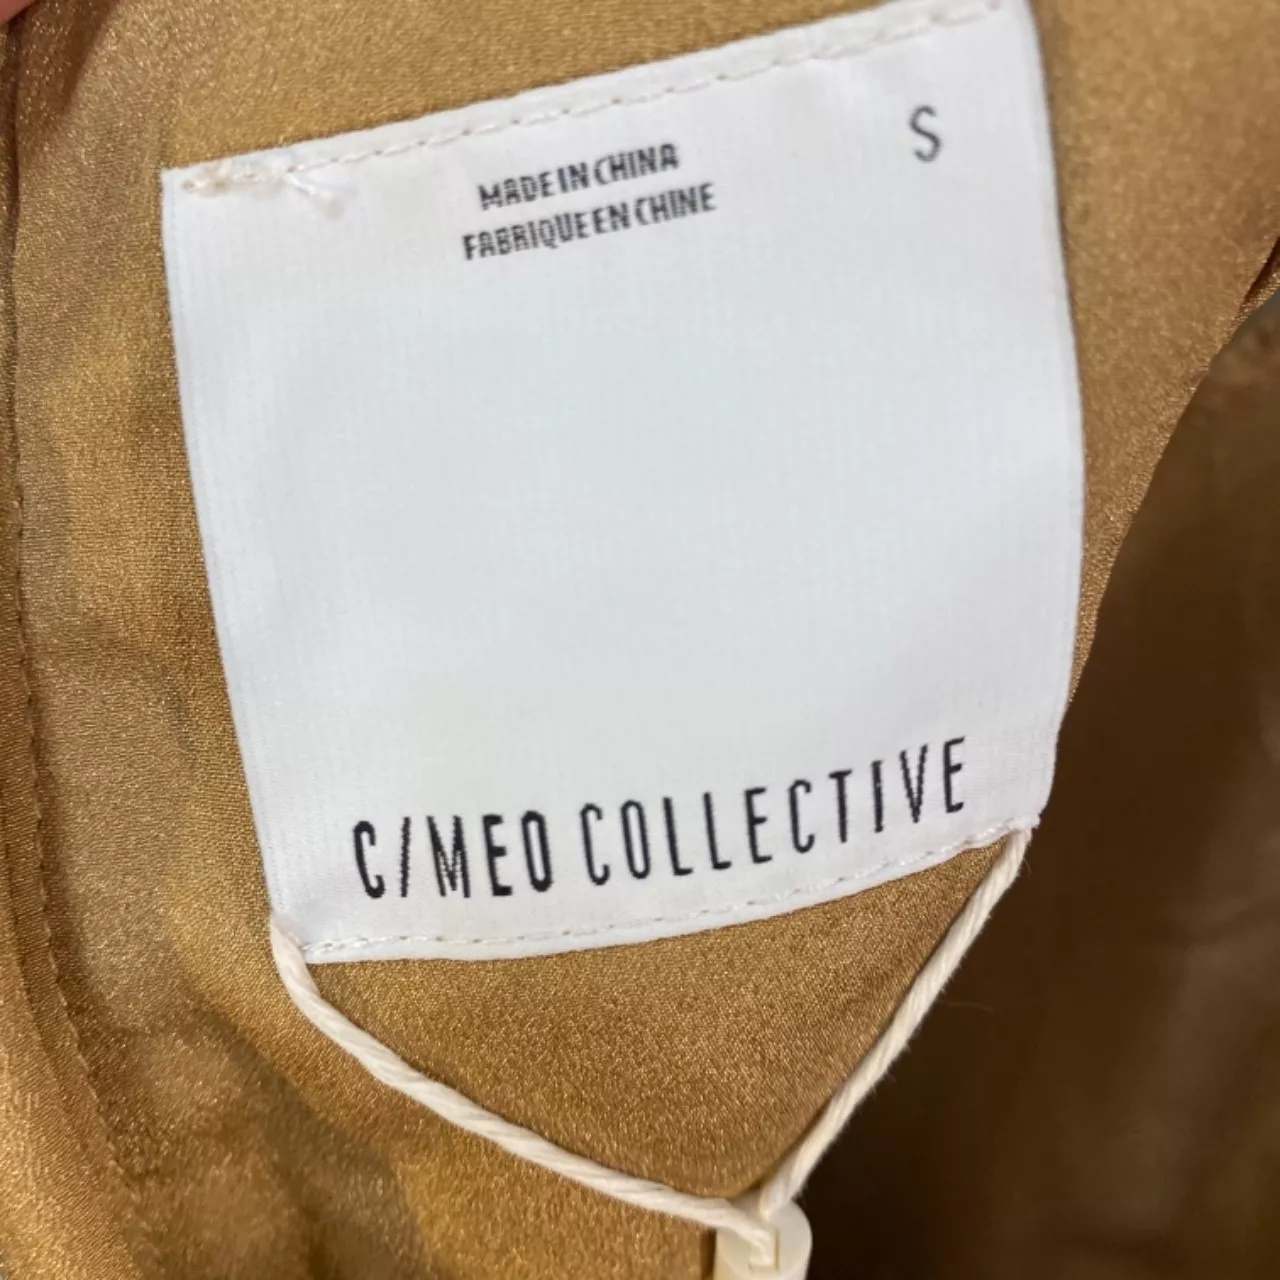 S
MADE IN CHINA
FABRIQUE EN CHINE
C/MEO COLLECTIVE